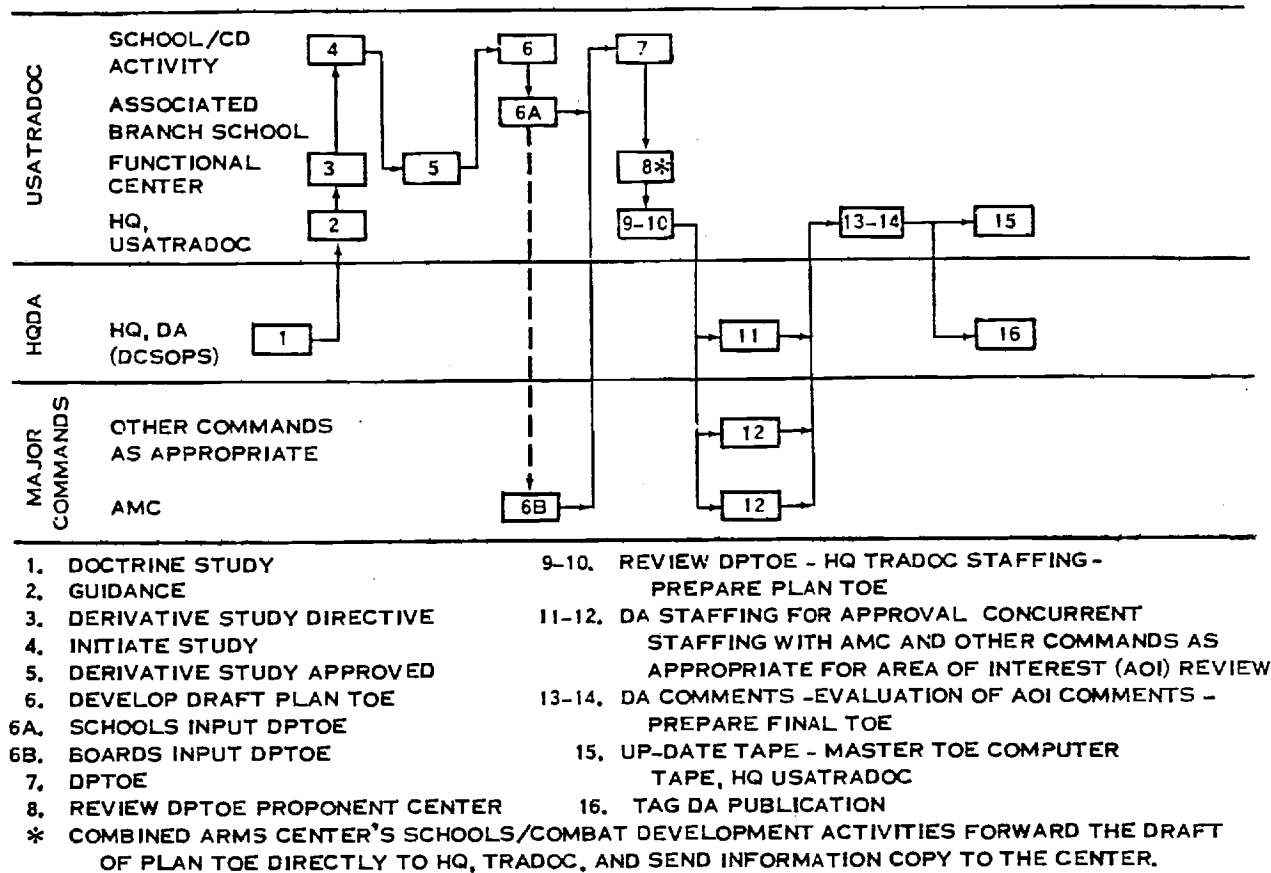 USATRADOC
SCHOOL/CD
ACTIVITY
4
6
7
ASSOCIATED
BRANCH SCHOOL
6A
FUNCTIONAL
CENTER
3
5
8*
HQ,
USATRADOC
2
9-10
13-14
15
HQDA
HQ, DA
(DCSOPS)
1
11
16
MAJOR
COMMANDS
OTHER COMMANDS
AS APPROPRIATE
12
AMC
6B
12
1. DOCTRINE STUDY
2. GUIDANCE
3. DERIVATIVE STUDY DIRECTIVE
4. INITIATE STUDY
5. DERIVATIVE STUDY APPROVED
6. DEVELOP DRAFT PLAN TOE
6A. SCHOOLS INPUT DPTOE
6B. BOARDS INPUT DPTOE
7. DPTOE
8. REVIEW DPTOE PROPONENT CENTER
9-10. REVIEW DPTOE - HQ TRADOC STAFFING -
PREPARE PLAN TOE
11-12. DA STAFFING FOR APPROVAL CONCURRENT
STAFFING WITH AMC AND OTHER COMMANDS AS
APPROPRIATE FOR AREA OF INTEREST (AOI) REVIEW
13-14. DA COMMENTS -EVALUATION OF AOI COMMENTS -
PREPARE FINAL TOE
15. UP-DATE TAPE - MASTER TOE COMPUTER
TAPE, HQ USATRADOC
16. TAG DA PUBLICATION
* COMBINED ARMS CENTER'S SCHOOLS/COMBAT DEVELOPMENT ACTIVITIES FORWARD THE DRAFT
OF PLAN TOE DIRECTLY TO HQ, TRADOC, AND SEND INFORMATION COPY TO THE CENTER.